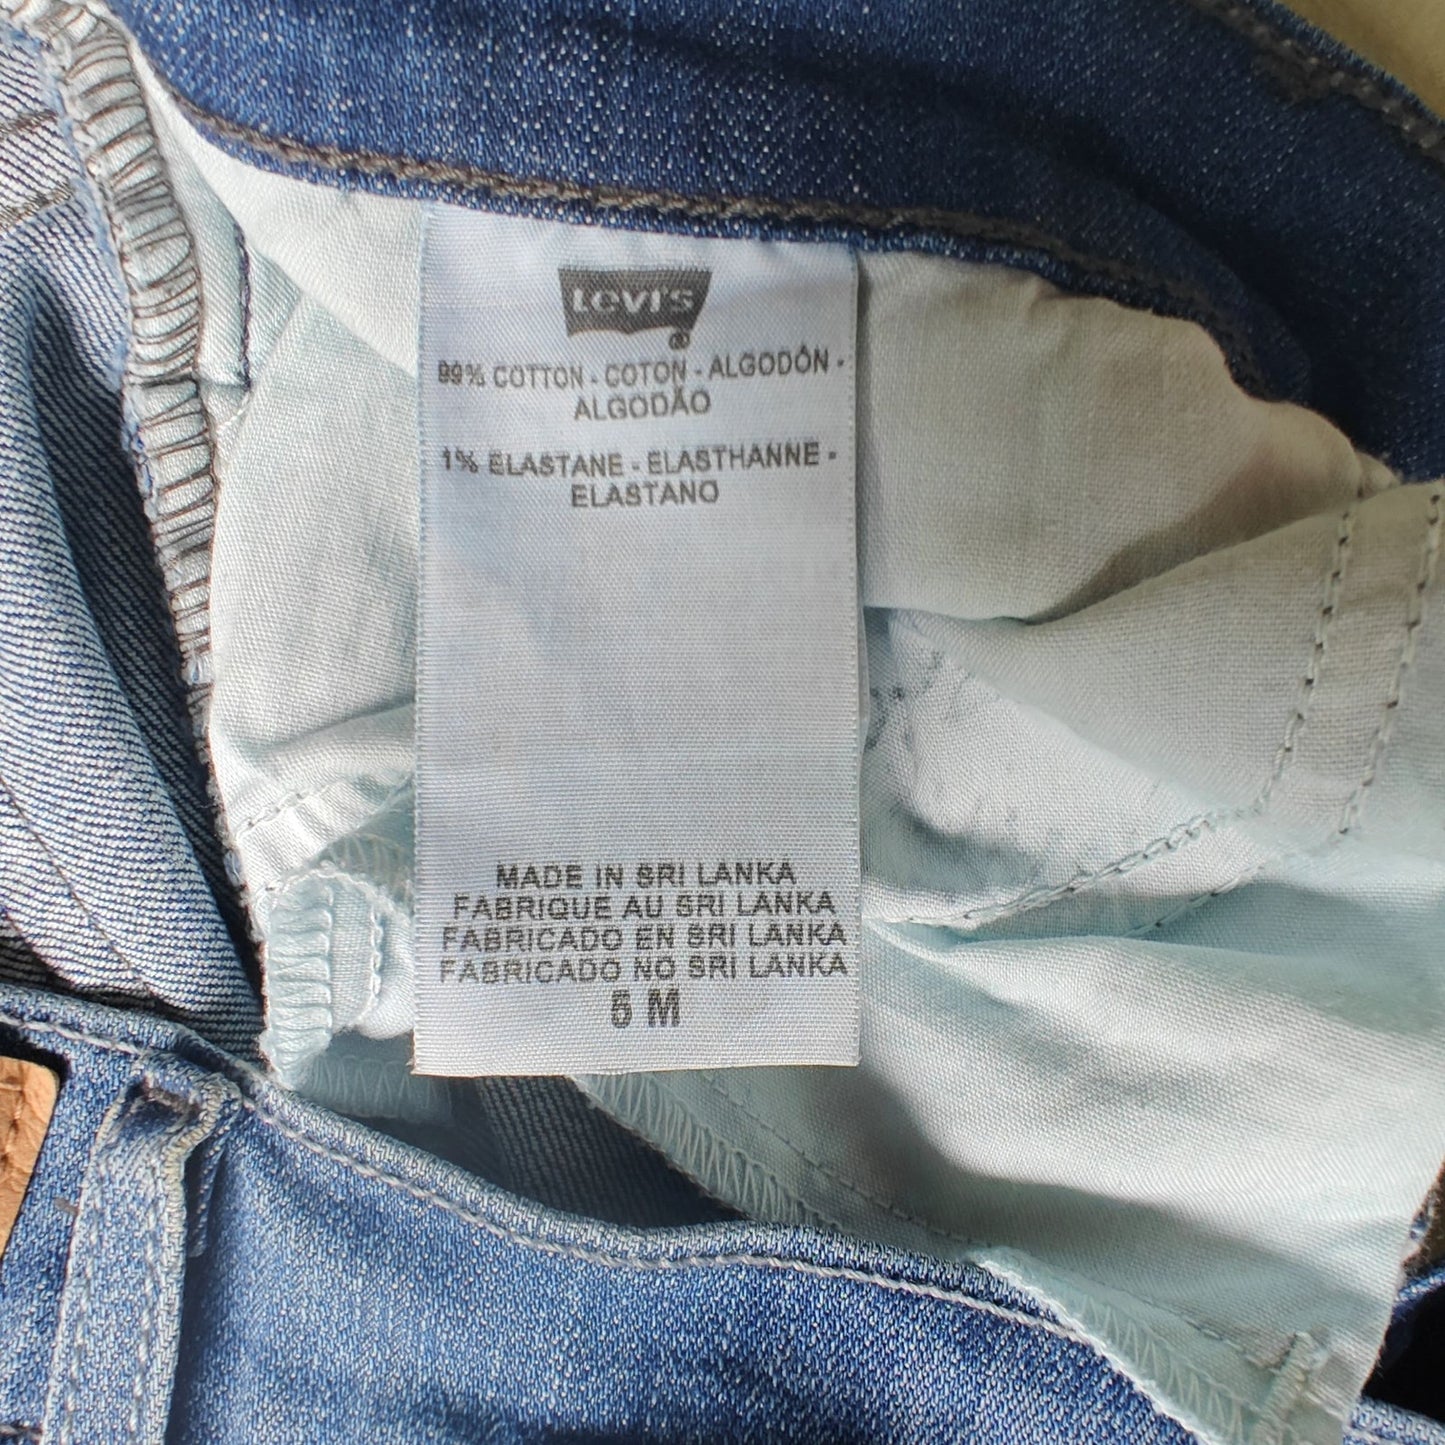 Levi's
®
99% COTTON - COTON - ALGODÓN -
ALGODÃO
1% ELASTANE - ELASTHANNE -
ELASTANO
MADE IN SRI LANKA
FABRIQUE AU SRI LANKA
FABRICADO EN SRI LANKA
FABRICADO NO SRI LANKA
5 M